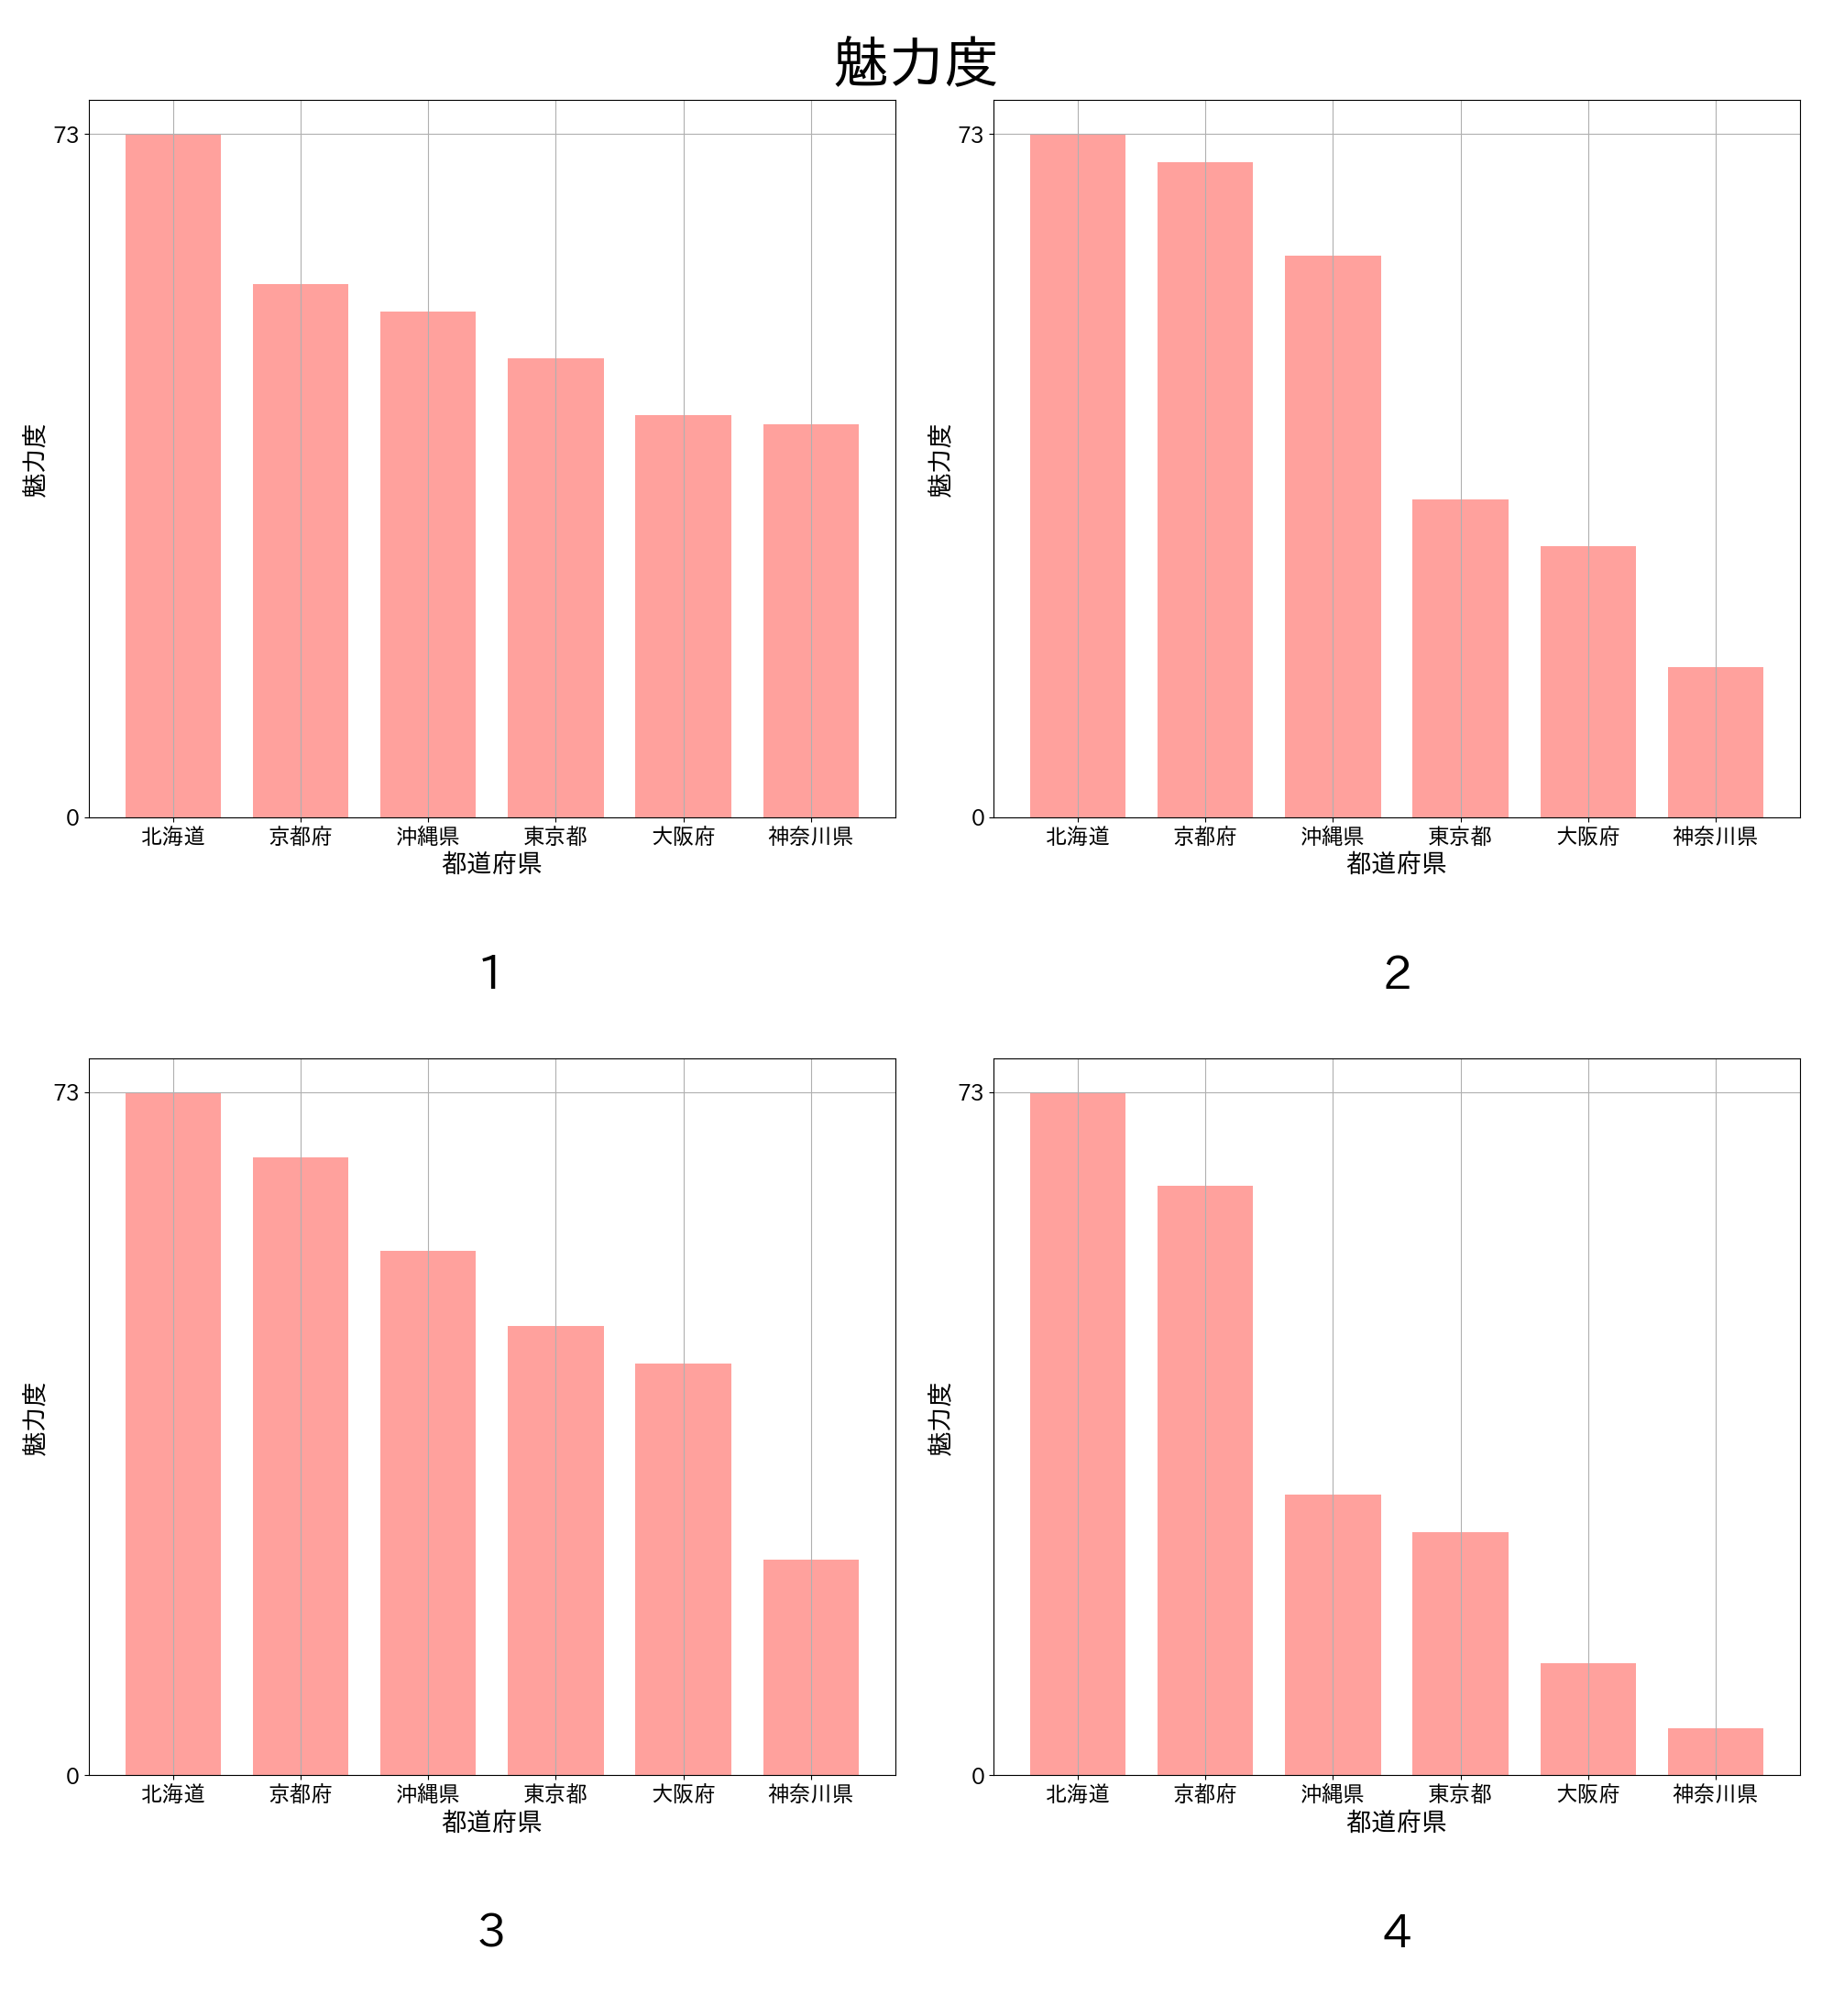 魅力度
73
0
魅力度
北海道 京都府 沖縄県 東京都 大阪府 神奈川県
都道府県
1
73
0
魅力度
北海道 京都府 沖縄県 東京都 大阪府 神奈川県
都道府県
2
73
0
魅力度
北海道 京都府 沖縄県 東京都 大阪府 神奈川県
都道府県
3
73
0
魅力度
北海道 京都府 沖縄県 東京都 大阪府 神奈川県
都道府県
4